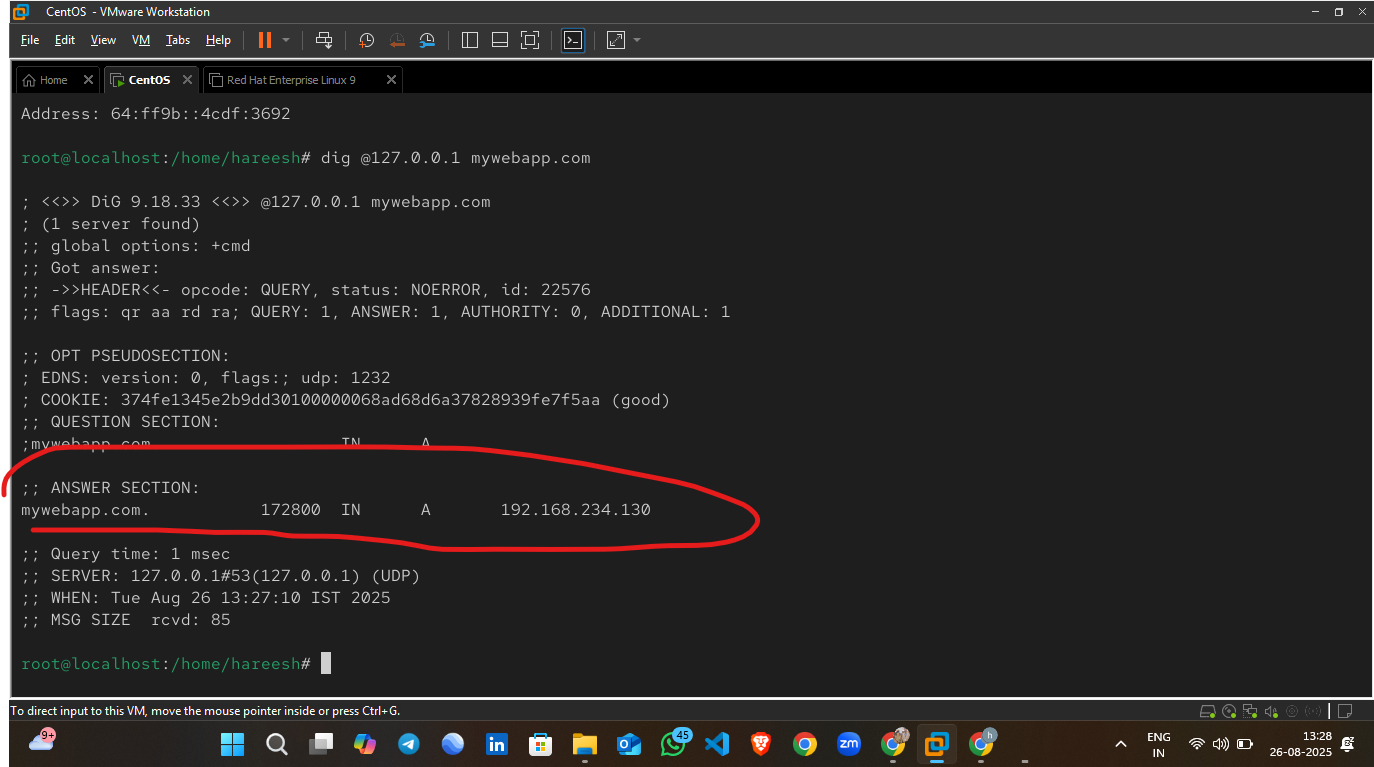 CentOS - VMware Workstation
File Edit View VM Tabs Help
Home CentOS Red Hat Enterprise Linux 9
Address: 64:ff9b::4cdf:3692
root@localhost:/home/hareesh# dig @127.0.0.1 mywebapp.com
; <<>> DiG 9.18.33 <<>> @127.0.0.1 mywebapp.com
; (1 server found)
;; global options: +cmd
;; Got answer:
;; ->>HEADER<<- opcode: QUERY, status: NOERROR, id: 22576
;; flags: qr aa rd ra; QUERY: 1, ANSWER: 1, AUTHORITY: 0, ADDITIONAL: 1
;; OPT PSEUDOSECTION:
; EDNS: version: 0, flags:; udp: 1232
; COOKIE: 374fe1345e2b9dd30100000068ad68d6a37828939fe7f5aa (good)
;; QUESTION SECTION:
;mywebapp.com. IN A
;; ANSWER SECTION:
mywebapp.com. 172800 IN A 192.168.234.130
;; Query time: 1 msec
;; SERVER: 127.0.0.1#53(127.0.0.1) (UDP)
;; WHEN: Tue Aug 26 13:27:10 IST 2025
;; MSG SIZE rcvd: 85
root@localhost:/home/hareesh#
To direct input to this VM, move the mouse pointer inside or press Ctrl+G.
9+
in
45
zm
h
ENG
IN
13:28
26-08-2025